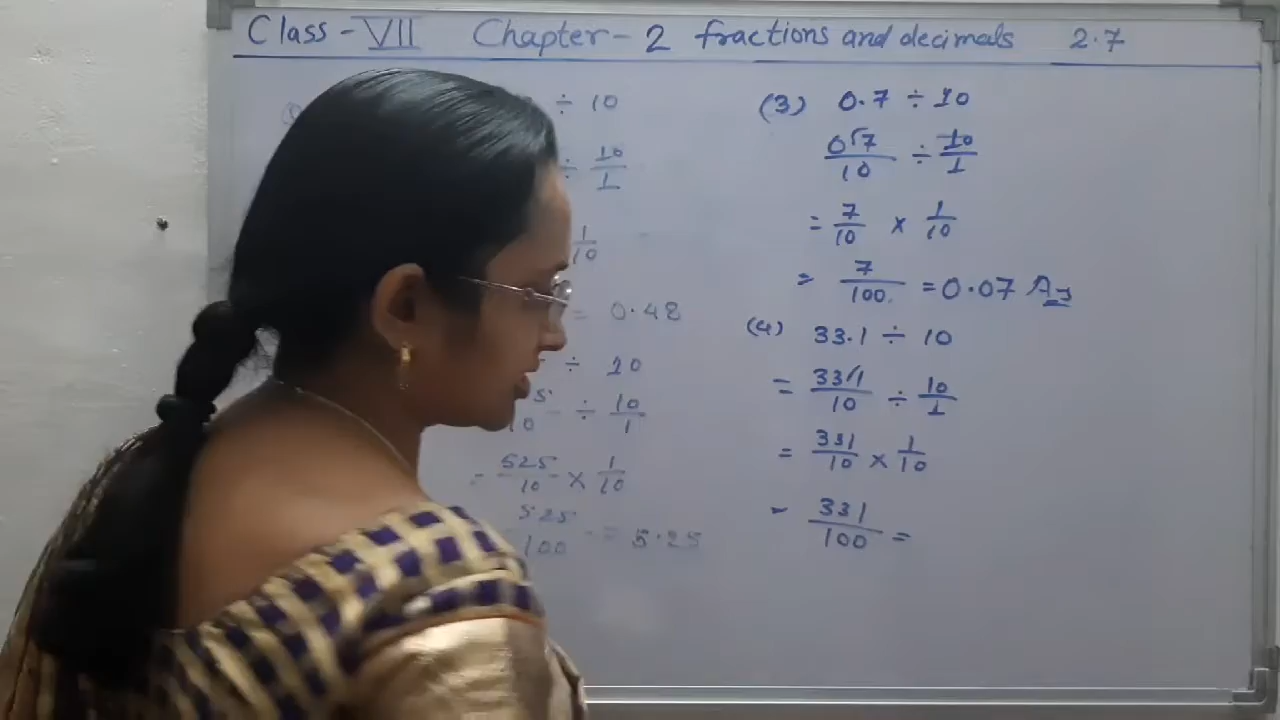 Class - VII Chapter - 2 fractions and decimals 2.7
÷ 10
÷ 10/1
1/10
= 0.48
÷ 10
÷ 10/1
= 525/10 × 1/10
525/100 = 5.25
(3) 0.7 ÷ 10
07/10 ÷ 10/1
= 7/10 × 1/10
= 7/100 = 0.07 Ans
(4) 33.1 ÷ 10
= 331/10 ÷ 10/1
= 331/10 × 1/10
= 331/100 =